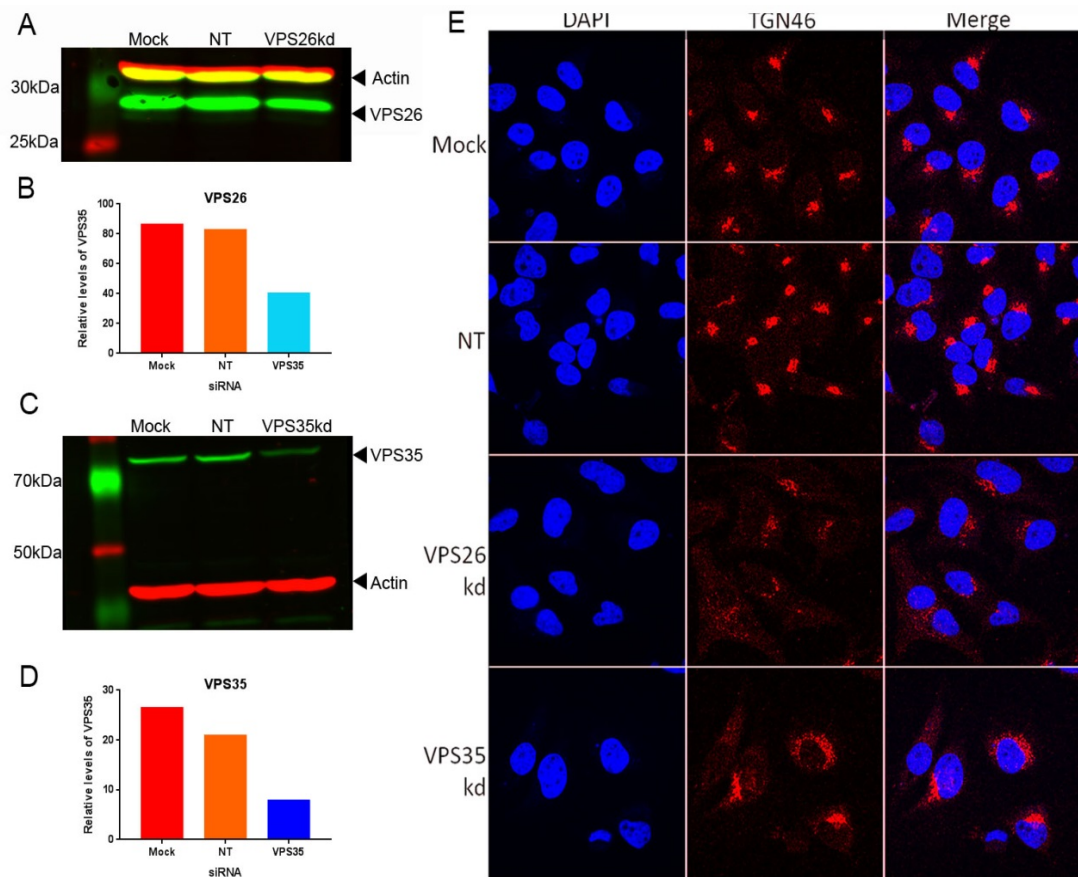 A
Mock NT VPS26kd
30kDa
Actin
VPS26
25kDa
B
VPS26
Relative levels of VPS35
100
80
60
40
20
0
Mock NT VPS35
siRNA
C
Mock NT VPS35kd
VPS35
70kDa
50kDa
Actin
D
VPS35
Relative levels of VPS35
30
20
10
0
Mock NT VPS35
siRNA
E
DAPI TGN46 Merge
Mock
NT
VPS26
kd
VPS35
kd